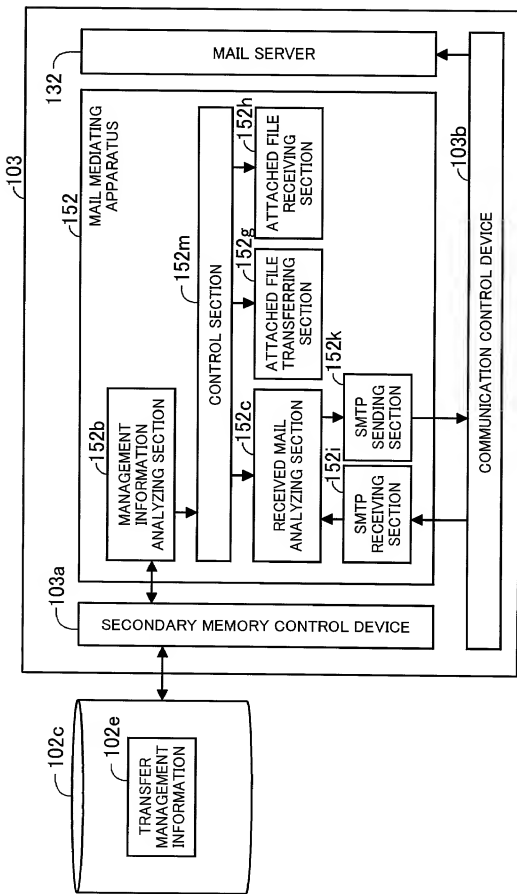 103
132
MAIL SERVER
152
MAIL MEDIATING
APPARATUS
152b
MANAGEMENT
INFORMATION
ANALYZING SECTION
152m
CONTROL SECTION
152c
RECEIVED MAIL
ANALYZING SECTION
152g
ATTACHED FILE
TRANSFERRING
SECTION
152h
ATTACHED FILE
RECEIVING
SECTION
152i
SMTP
RECEIVING
SECTION
152k
SMTP
SENDING
SECTION
103a
SECONDARY MEMORY CONTROL DEVICE
103b
COMMUNICATION CONTROL DEVICE
102c
102e
TRANSFER
MANAGEMENT
INFORMATION